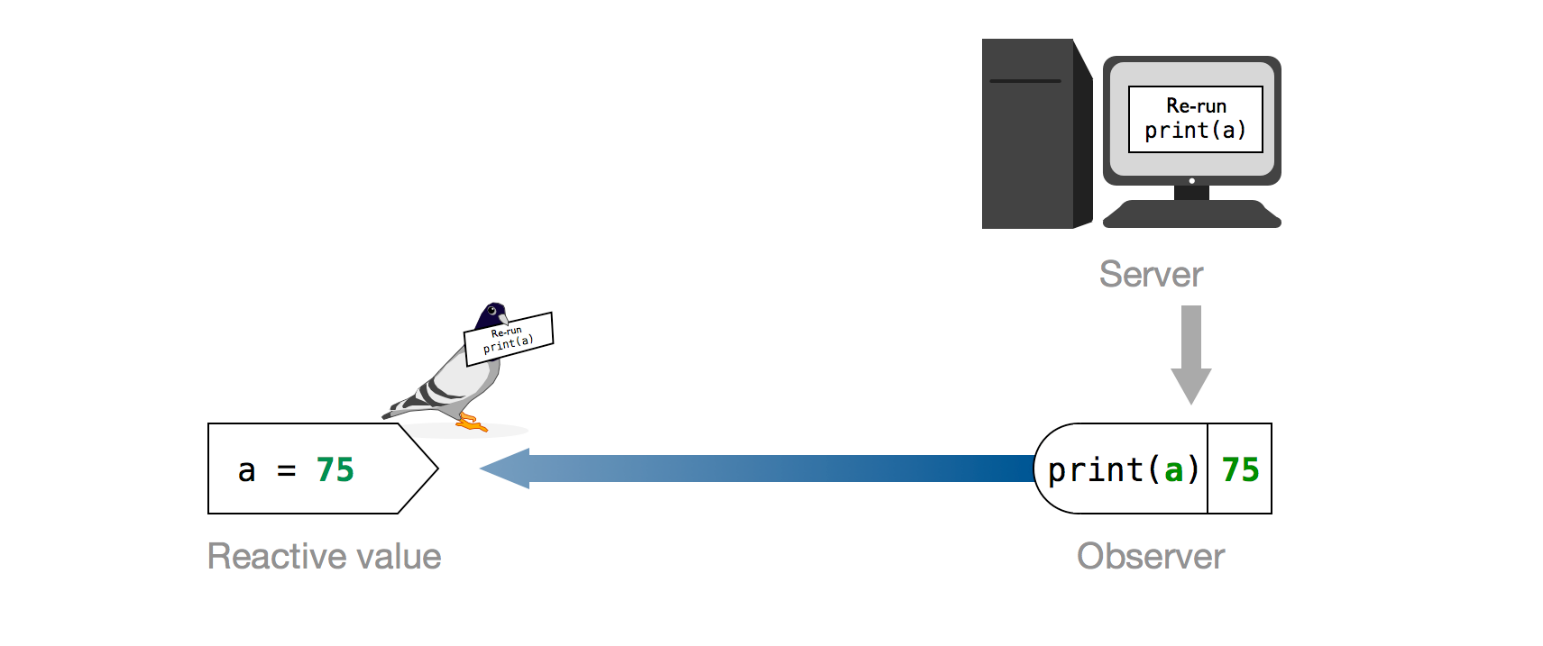 Re-run
print(a)
Server
Re-run
print(a)
a = 75
print(a) 75
Reactive value
Observer